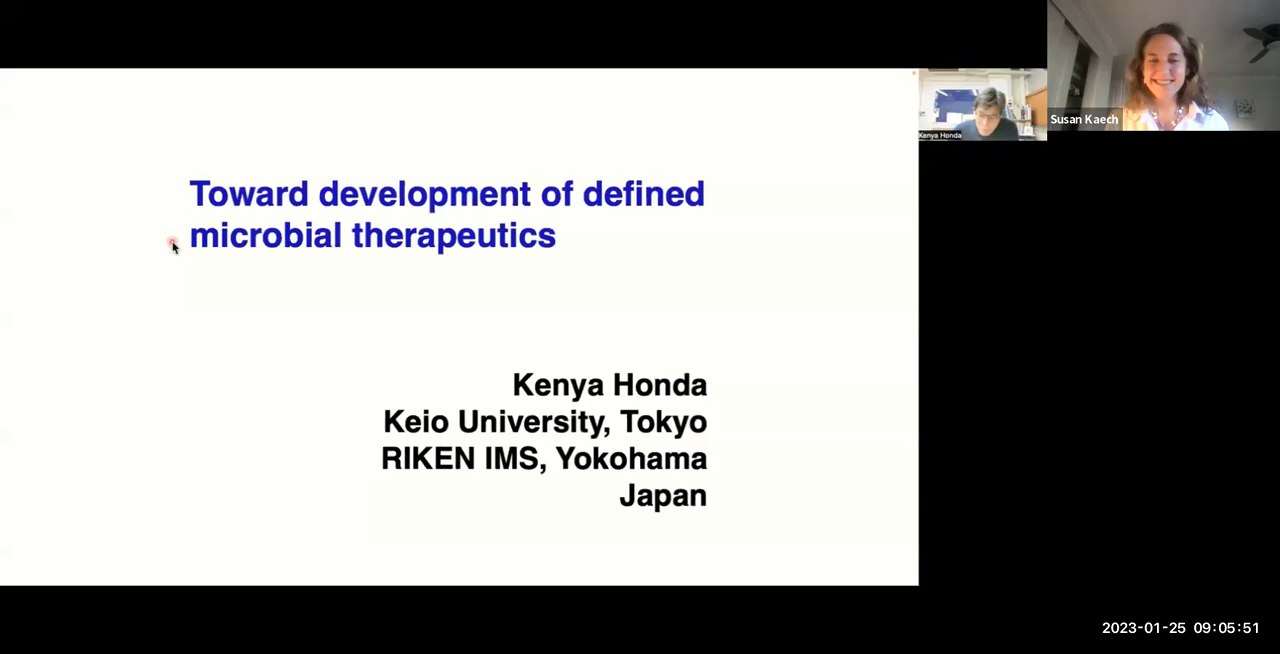 Toward development of defined
microbial therapeutics
Kenya Honda
Keio University, Tokyo
RIKEN IMS, Yokohama
Japan
Kenya Honda
Susan Kaech
2023-01-25 09:05:51